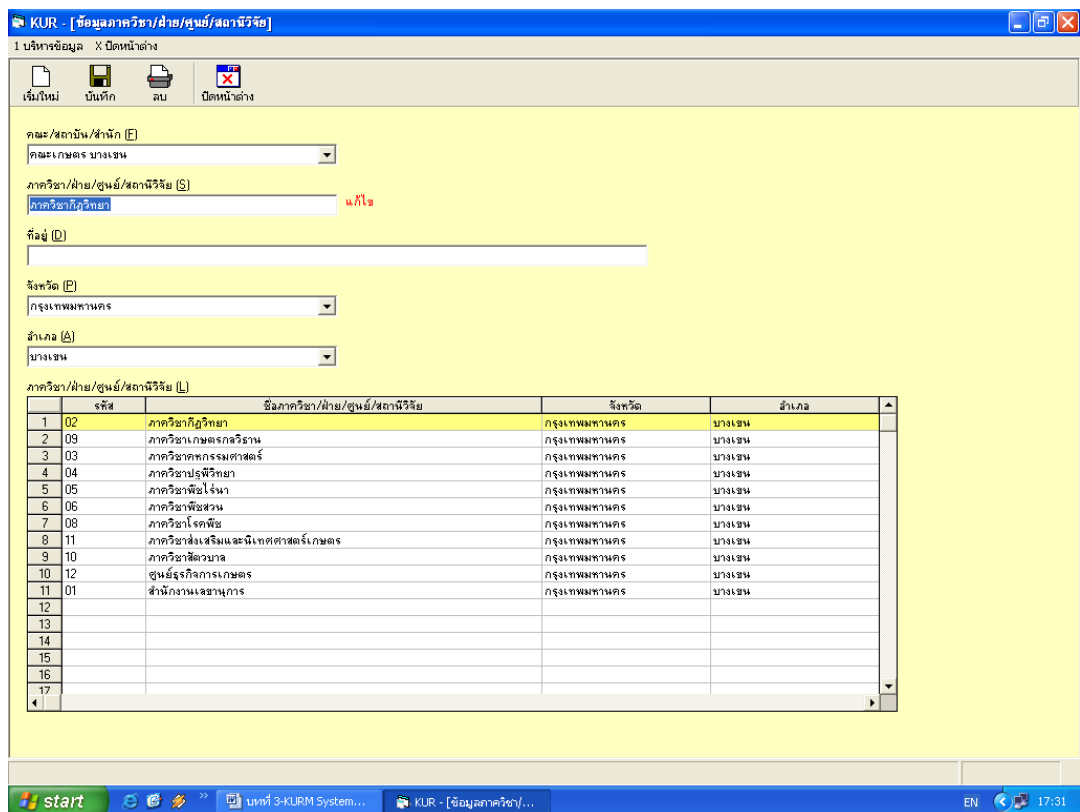 KUR - [ข้อมูลภาควิชา/ฝ่าย/ศูนย์/สถานีวิจัย]
1 บริหารข้อมูล X ปิดหน้าต่าง
เริ่มใหม่ บันทึก ลบ ปิดหน้าต่าง
คณะ/สถาบัน/สำนัก (F)
คณะเกษตร บางเขน
ภาควิชา/ฝ่าย/ศูนย์/สถานีวิจัย (S)
ภาควิชากีฏวิทยา แก้ไข
ที่อยู่ (D)
จังหวัด (P)
กรุงเทพมหานคร
อำเภอ (A)
บางเขน
ภาควิชา/ฝ่าย/ศูนย์/สถานีวิจัย (L)
รหัส ชื่อภาควิชา/ฝ่าย/ศูนย์/สถานีวิจัย จังหวัด อำเภอ
1 02 ภาควิชากีฏวิทยา กรุงเทพมหานคร บางเขน
2 09 ภาควิชาเกษตรกลวิธาน กรุงเทพมหานคร บางเขน
3 03 ภาควิชาคหกรรมศาสตร์ กรุงเทพมหานคร บางเขน
4 04 ภาควิชาปฐพีวิทยา กรุงเทพมหานคร บางเขน
5 05 ภาควิชาพืชไร่นา กรุงเทพมหานคร บางเขน
6 06 ภาควิชาพืชสวน กรุงเทพมหานคร บางเขน
7 08 ภาควิชาโรคพืช กรุงเทพมหานคร บางเขน
8 11 ภาควิชาส่งเสริมและนิเทศศาสตร์เกษตร กรุงเทพมหานคร บางเขน
9 10 ภาควิชาสัตวบาล กรุงเทพมหานคร บางเขน
10 12 ศูนย์ธุรกิจการเกษตร กรุงเทพมหานคร บางเขน
11 01 สำนักงานเลขานุการ กรุงเทพมหานคร บางเขน
12
13
14
15
16
17
start » บทที่ 3-KURM System... KUR - [ข้อมูลภาควิชา/... EN 17:31